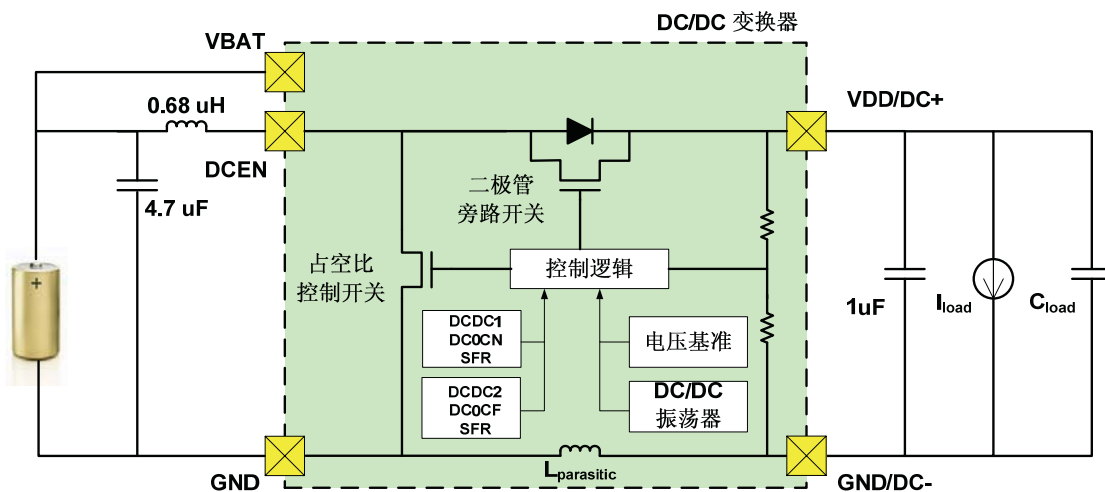 DC/DC 变换器
VBAT
0.68 uH
DCEN
4.7 uF
VDD/DC+
二极管
旁路开关
占空比
控制开关
控制逻辑
DCDC1
DC0CN
SFR
DCDC2
DC0CF
SFR
电压基准
DC/DC
振荡器
+
1uF
Iload
Cload
GND
Lparasitic
GND/DC-